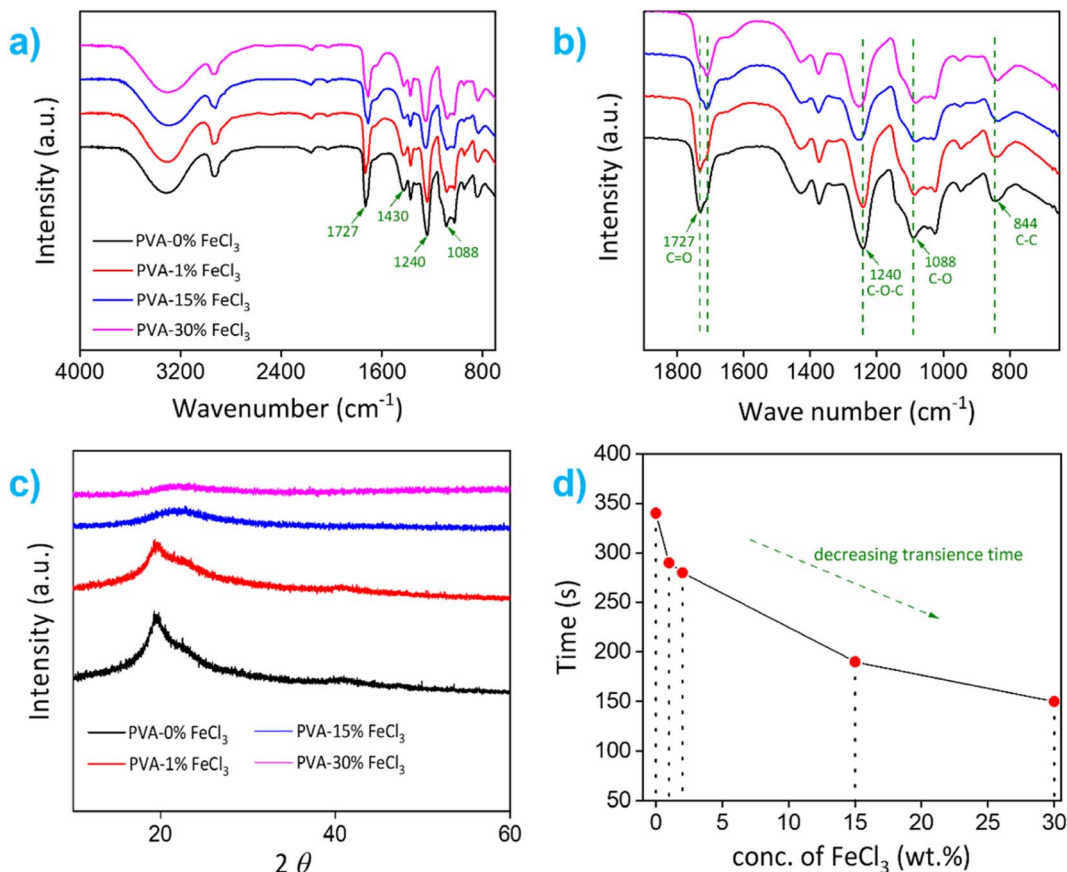 a)
Intensity (a.u.)
1727
1430
1240
1088
PVA-0% FeCl₃
PVA-1% FeCl₃
PVA-15% FeCl₃
PVA-30% FeCl₃
4000 3200 2400 1600 800
Wavenumber (cm⁻¹)
b)
Intensity (a.u.)
1727
C=O
1240
C-O-C
1088
C-O
844
C-C
1800 1600 1400 1200 1000 800
Wave number (cm⁻¹)
c)
Intensity (a.u.)
PVA-0% FeCl₃
PVA-15% FeCl₃
PVA-1% FeCl₃
PVA-30% FeCl₃
20 40 60
2 θ
d)
Time (s)
400
350
300
250
200
150
100
50
decreasing transience time
0 5 10 15 20 25 30
conc. of FeCl₃ (wt.%)